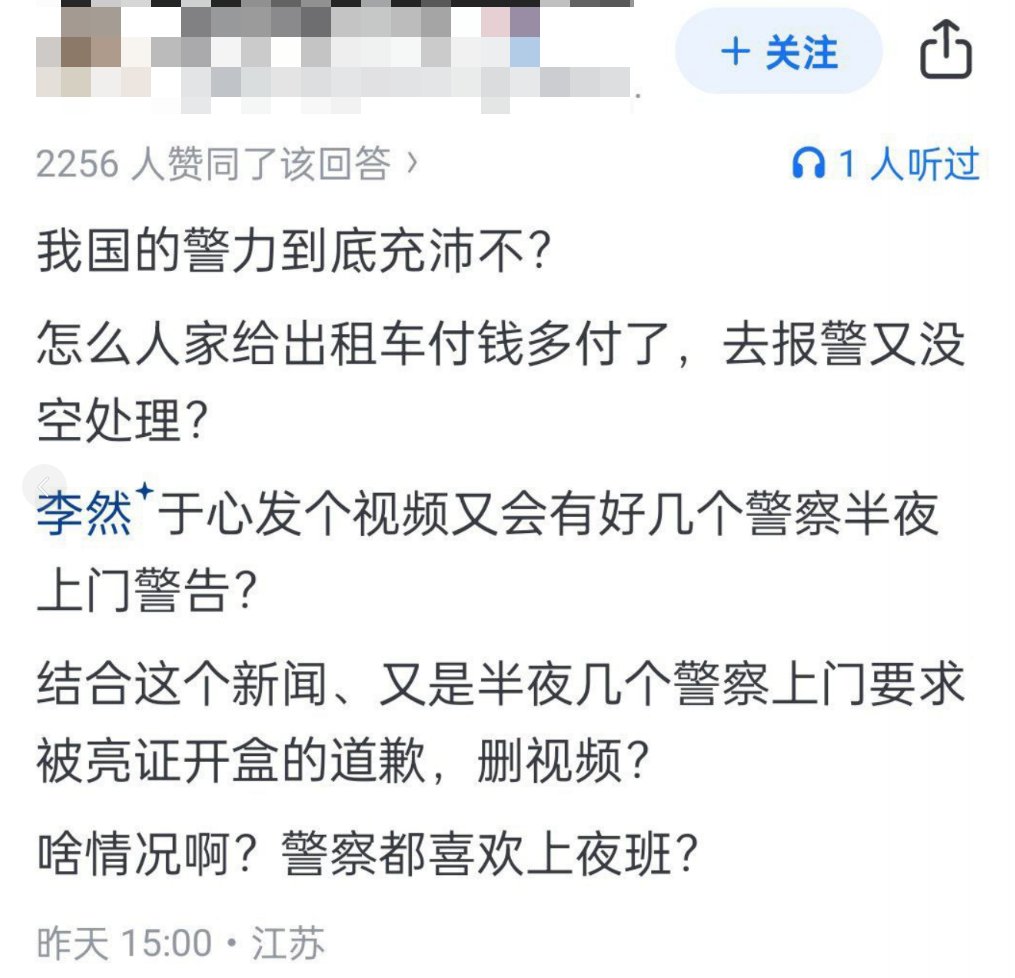 + 关注
2256 人赞同了该回答 ›
1 人听过
我国的警力到底充沛不？
怎么人家给出租车付钱多付了，去报警又没
空处理？
李然于心发个视频又会有好几个警察半夜
上门警告？
结合这个新闻、又是半夜几个警察上门要求
被亮证开盒的道歉，删视频？
啥情况啊？警察都喜欢上夜班？
昨天 15:00 · 江苏